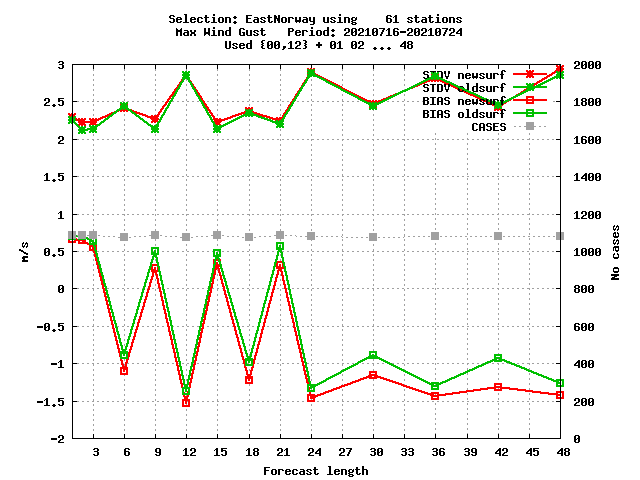 Selection: EastNorway using    61 stations
Max Wind Gust   Period: 20210716-20210724
Used {00,12} + 01 02 ... 48
STDV newsurf
STDV oldsurf
BIAS newsurf
BIAS oldsurf
CASES
3
2.5
2
1.5
1
0.5
0
-0.5
-1
-1.5
-2
m/s
2000
1800
1600
1400
1200
1000
800
600
400
200
0
No cases
3 6 9 12 15 18 21 24 27 30 33 36 39 42 45 48
Forecast length